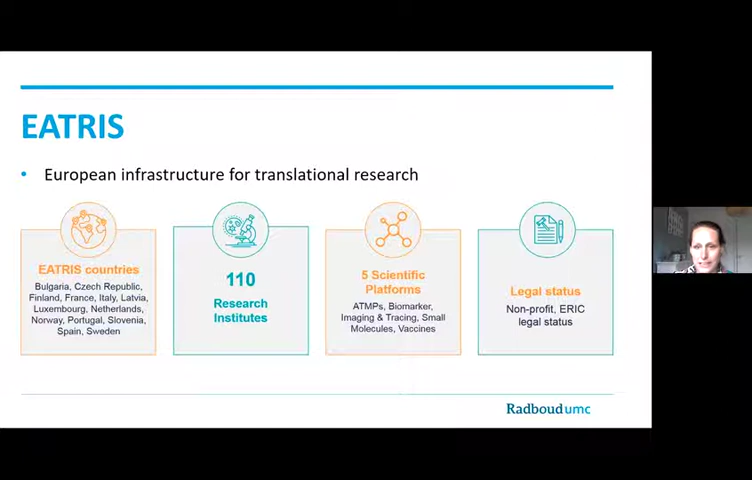 EATRIS
• European infrastructure for translational research
EATRIS countries
Bulgaria, Czech Republic,
Finland, France, Italy, Latvia,
Luxembourg, Netherlands,
Norway, Portugal, Slovenia,
Spain, Sweden
110
Research
Institutes
5 Scientific
Platforms
ATMPs, Biomarker,
Imaging & Tracing, Small
Molecules, Vaccines
Legal status
Non-profit, ERIC
legal status
Radboudumc